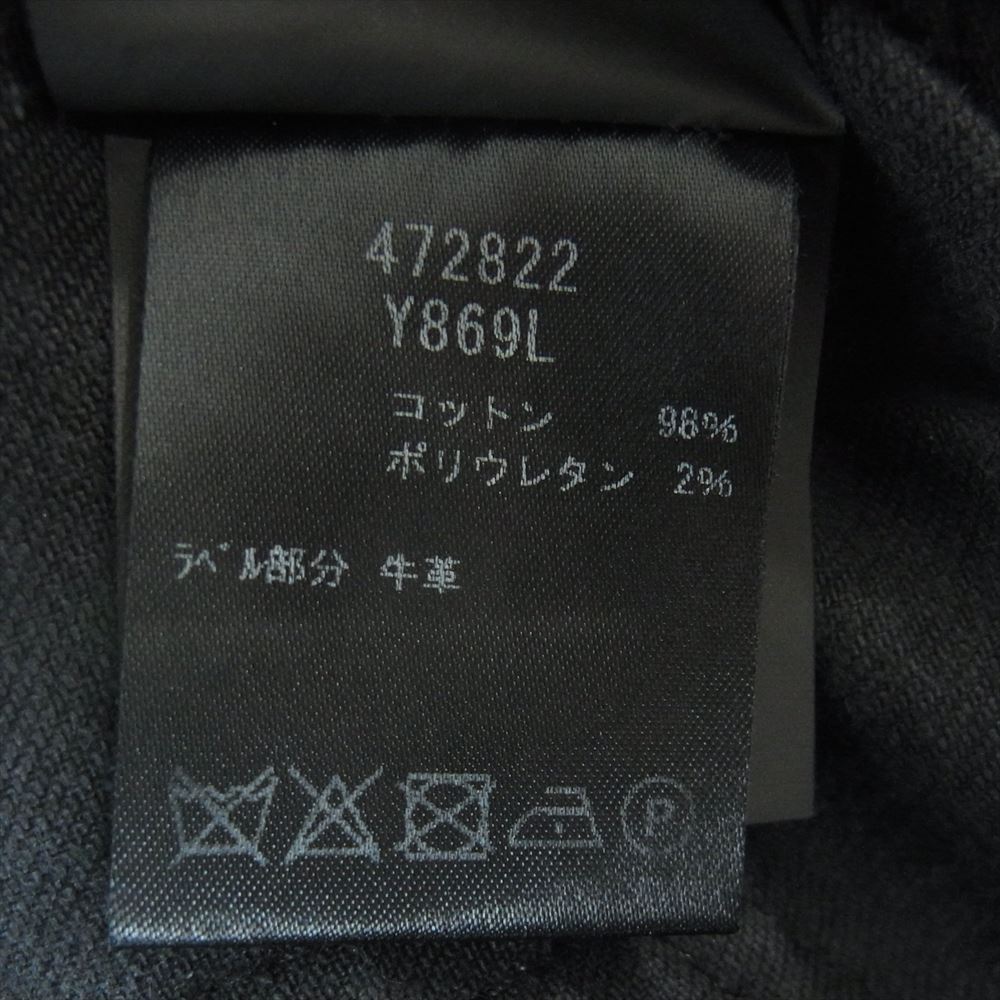 472822
Y869L
コットン 98%
ポリウレタン 2%
ﾗﾍﾞﾙ部分 牛革
P